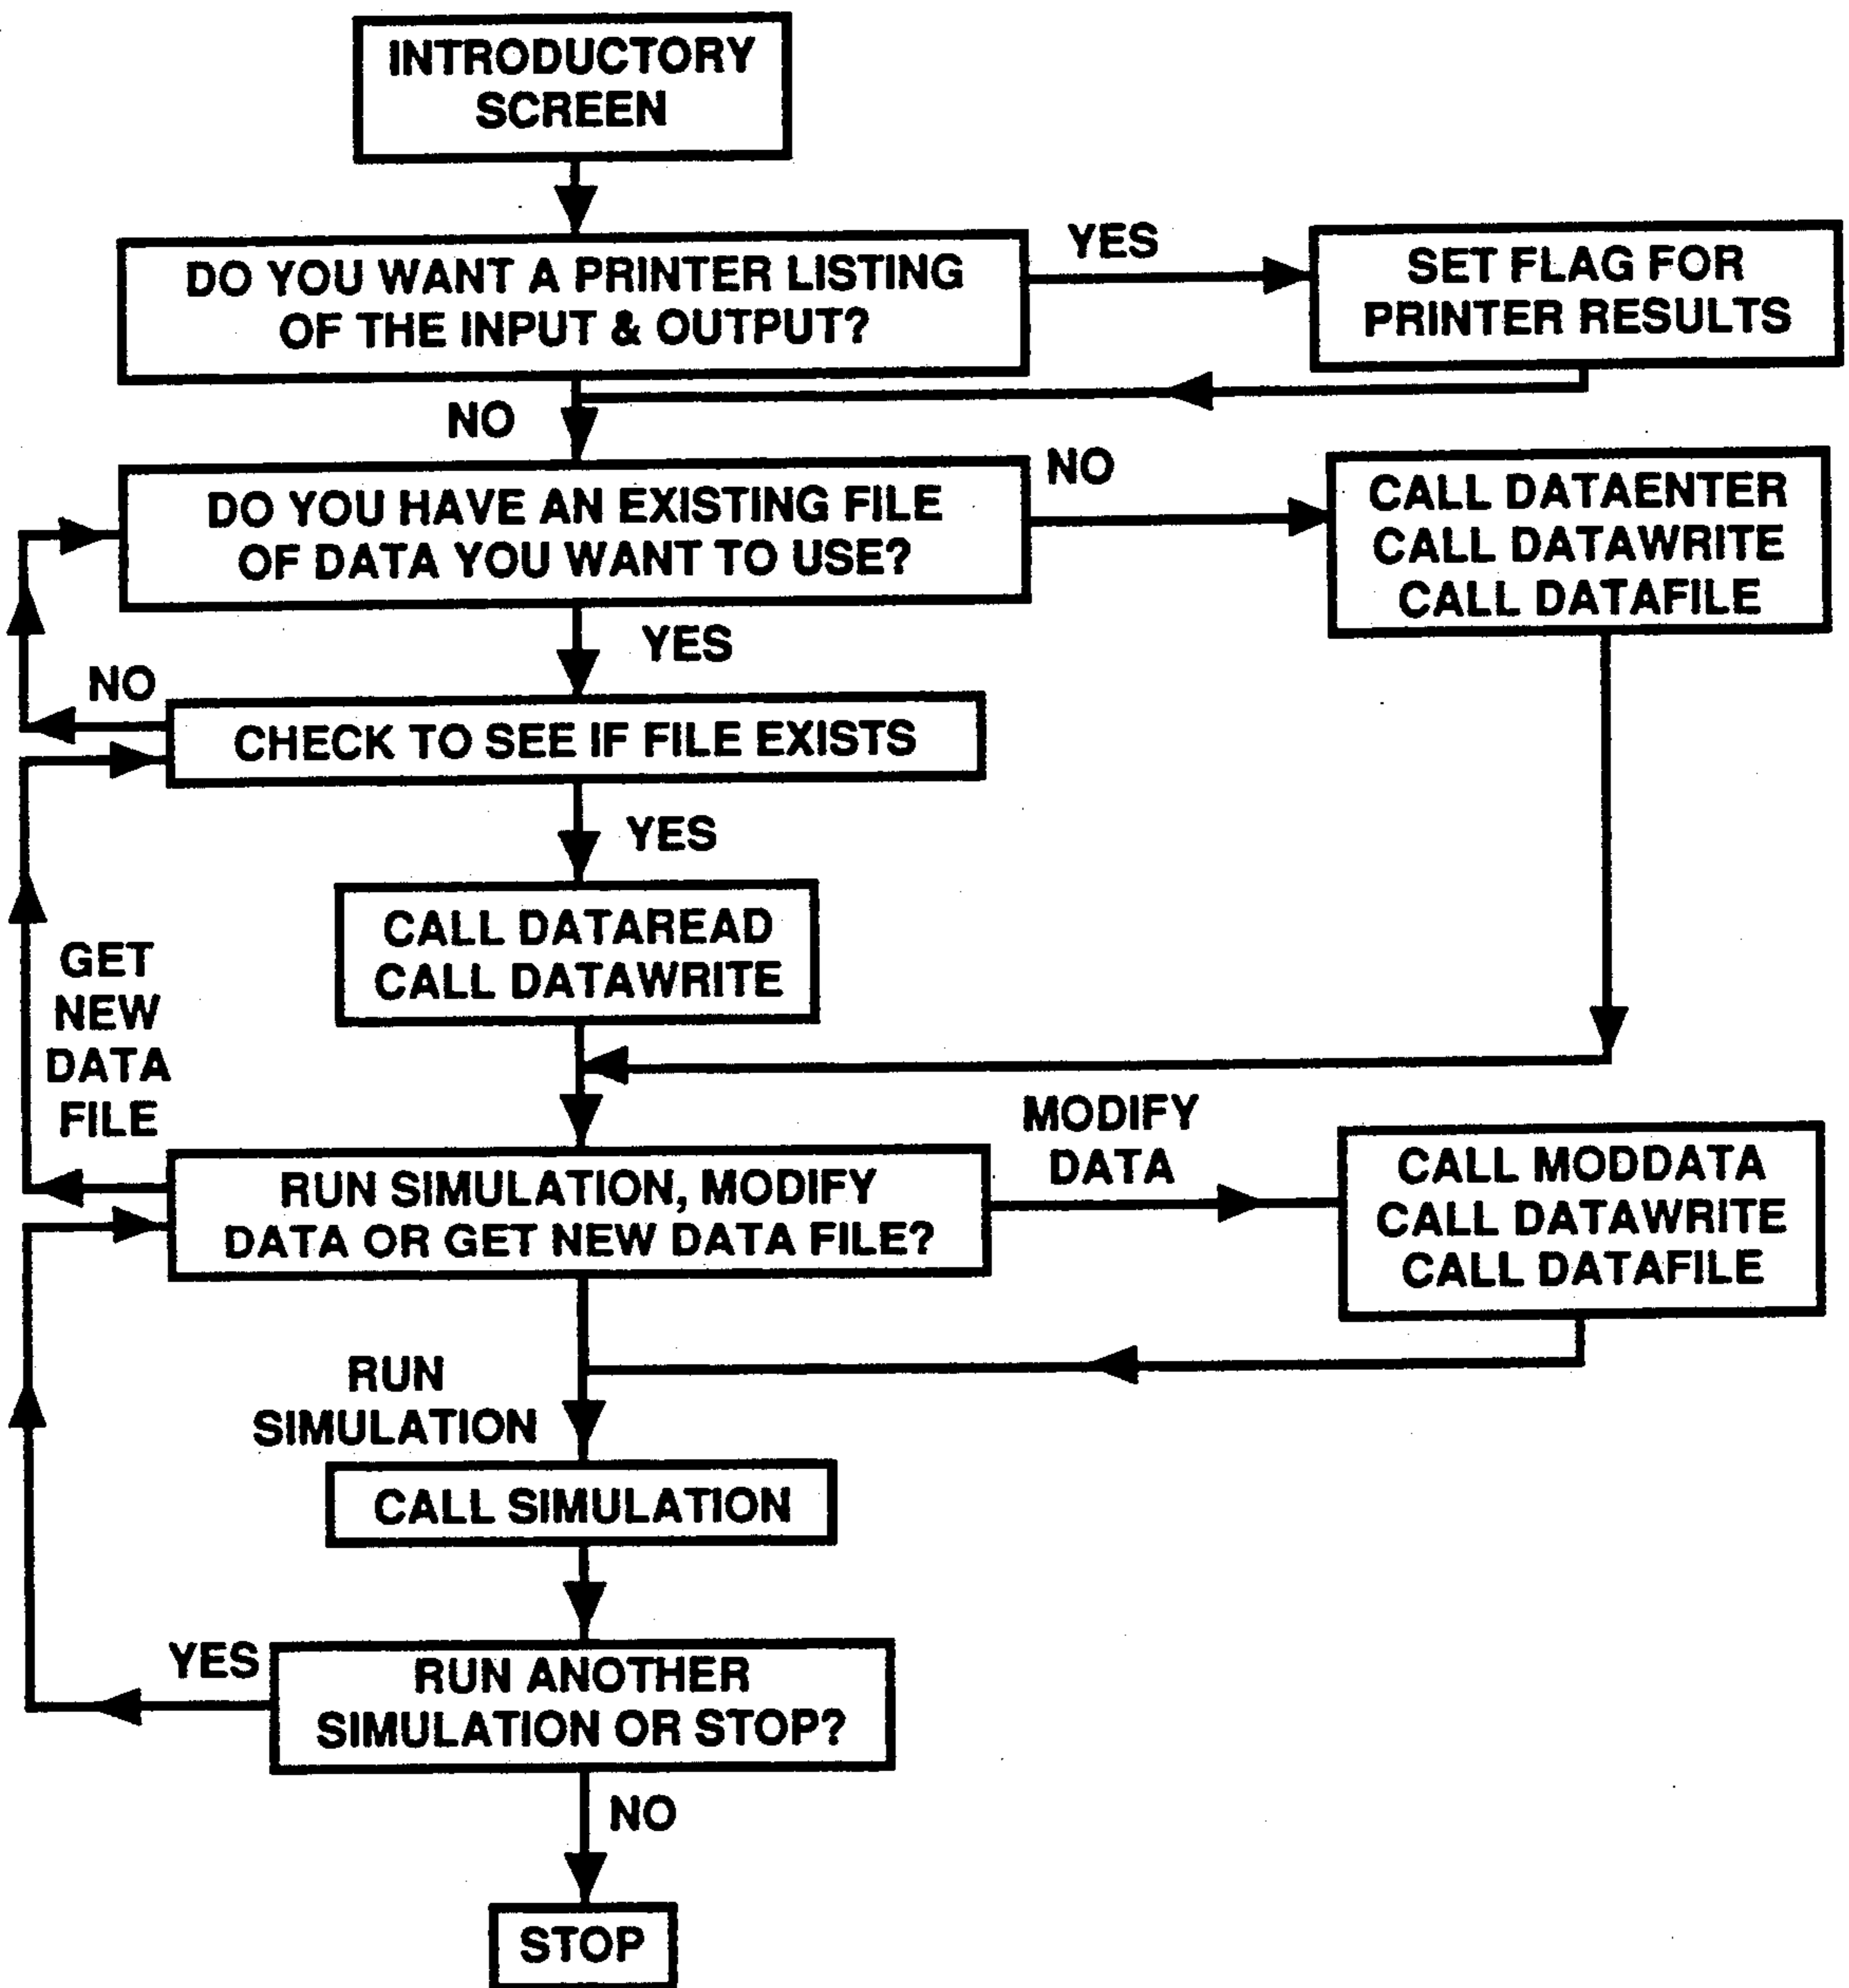 INTRODUCTORY
SCREEN
DO YOU WANT A PRINTER LISTING
OF THE INPUT & OUTPUT?
YES
SET FLAG FOR
PRINTER RESULTS
NO
DO YOU HAVE AN EXISTING FILE
OF DATA YOU WANT TO USE?
NO
CALL DATAENTER
CALL DATAWRITE
CALL DATAFILE
YES
NO
CHECK TO SEE IF FILE EXISTS
YES
CALL DATAREAD
CALL DATAWRITE
GET
NEW
DATA
FILE
RUN SIMULATION, MODIFY
DATA OR GET NEW DATA FILE?
MODIFY
DATA
CALL MODDATA
CALL DATAWRITE
CALL DATAFILE
RUN
SIMULATION
CALL SIMULATION
YES
RUN ANOTHER
SIMULATION OR STOP?
NO
STOP